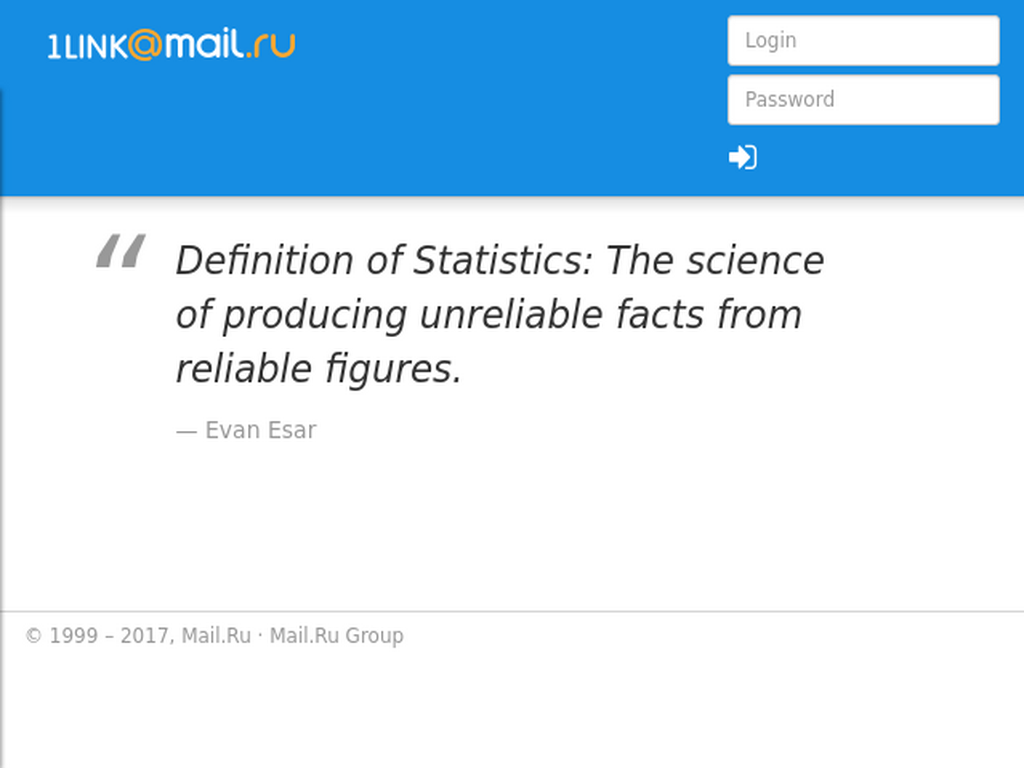 1LINK@mail.ru
Login
Password
“ Definition of Statistics: The science
of producing unreliable facts from
reliable figures.
— Evan Esar
© 1999 – 2017, Mail.Ru · Mail.Ru Group